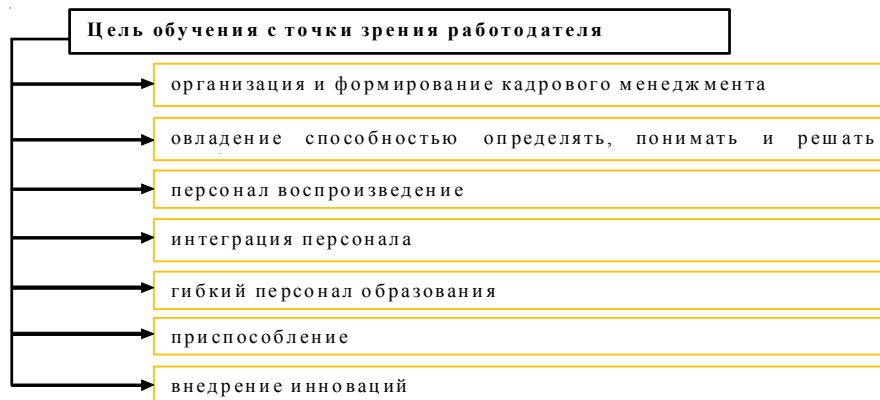 Цель обучения с точки зрения работодателя
организация и формирование кадрового менеджмента
овладение способностью определять, понимать и решать
персонал воспроизведение
интеграция персонала
гибкий персонал образования
приспособление
внедрение инноваций